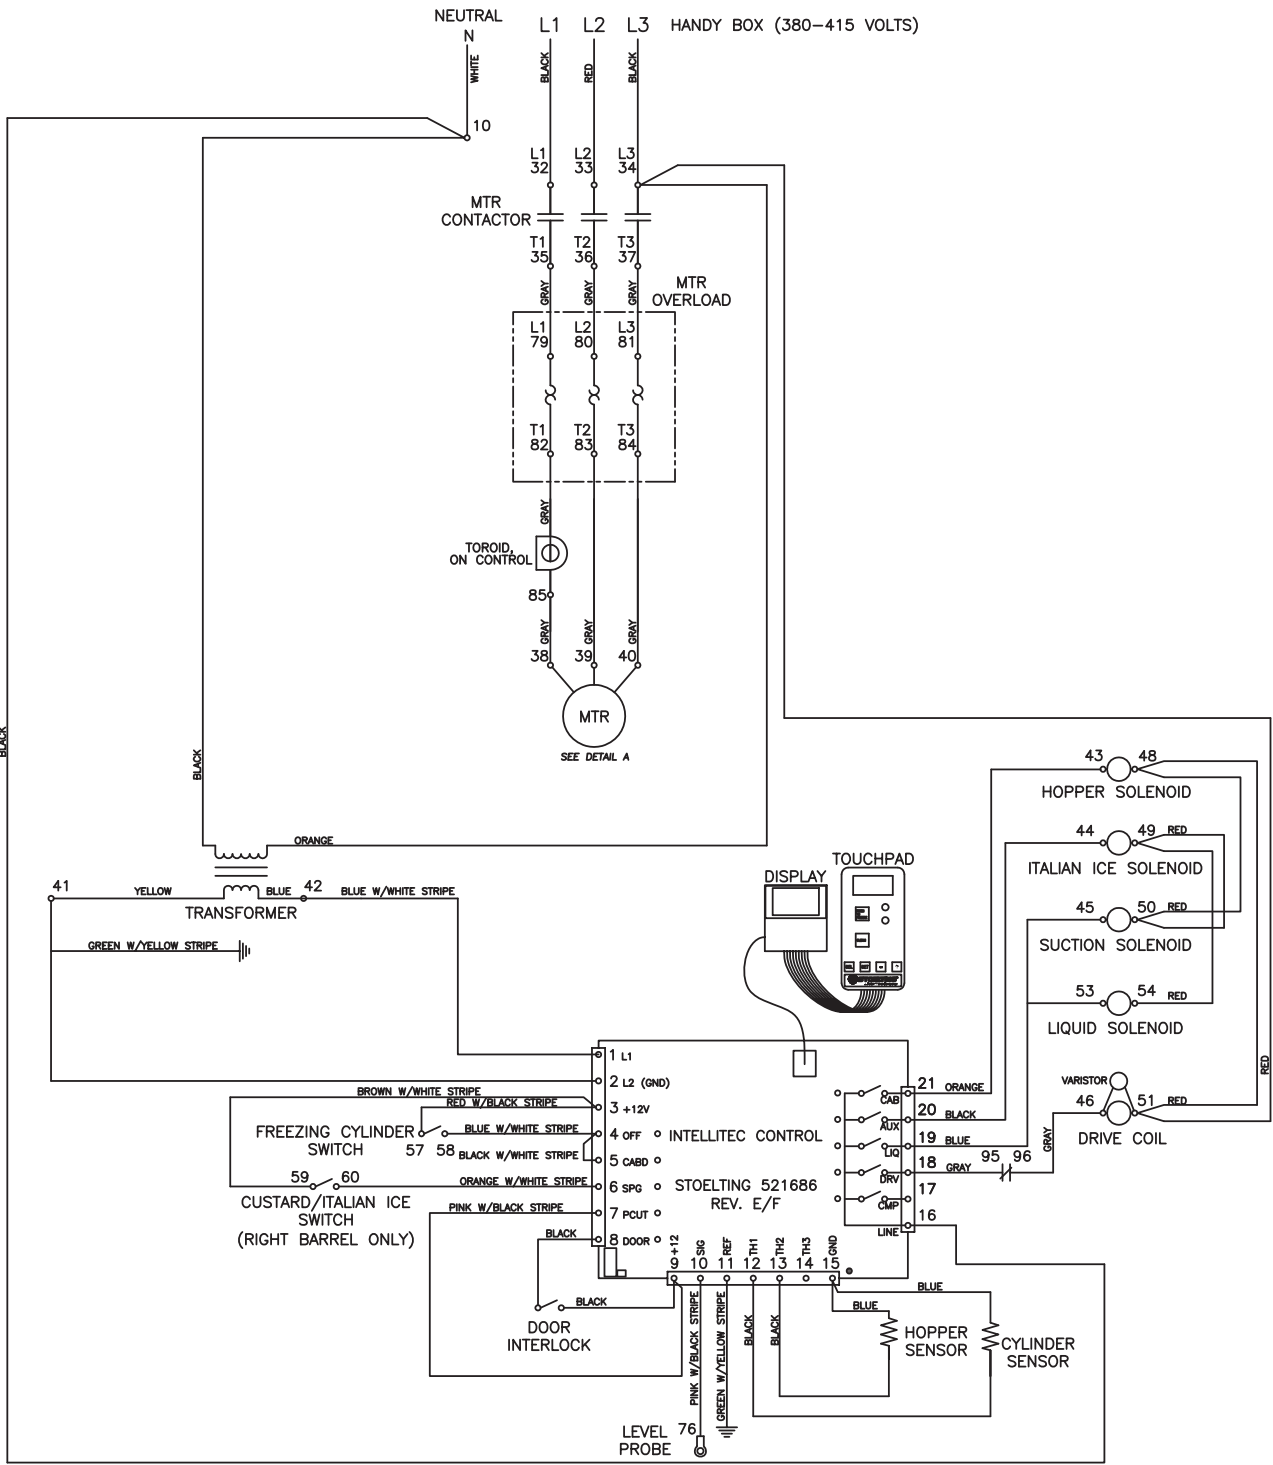 NEUTRAL
N
L1 L2 L3 HANDY BOX (380-415 VOLTS)
WHITE
BLACK
RED
BLACK
10
L1 L2 L3
32 33 34
MTR
CONTACTOR
T1 T2 T3
35 36 37
GRAY
GRAY
GRAY
MTR
OVERLOAD
L1 L2 L3
79 80 81
T1 T2 T3
82 83 84
GRAY
TOROID,
ON CONTROL
85
GRAY
GRAY
GRAY
38 39 40
MTR
SEE DETAIL A
BLACK
BLACK
ORANGE
41
YELLOW
BLUE
42
BLUE W/WHITE STRIPE
TRANSFORMER
GREEN W/YELLOW STRIPE
43 48
HOPPER SOLENOID
44 49 RED
ITALIAN ICE SOLENOID
45 50 RED
SUCTION SOLENOID
53 54 RED
LIQUID SOLENOID
RED
VARISTOR
46 51 RED
DRIVE COIL
GRAY
95 96
TOUCHPAD
DISPLAY
1 L1
2 L2 (GND)
BROWN W/WHITE STRIPE
RED W/BLACK STRIPE
3 +12V
FREEZING CYLINDER
SWITCH
57 58
BLUE W/WHITE STRIPE
4 OFF
BLACK W/WHITE STRIPE
5 CABD
59 60
ORANGE W/WHITE STRIPE
6 SPG
CUSTARD/ITALIAN ICE
SWITCH
(RIGHT BARREL ONLY)
PINK W/BLACK STRIPE
7 PCUT
BLACK
8 DOOR
INTELLITEC CONTROL
STOELTING 521686
REV. E/F
CAB
21 ORANGE
AUX
20 BLACK
LIQ
19 BLUE
DRV
18 GRAY
CMP
17
LINE
16
+12 SIG REF TH1 TH2 TH3 GND
9 10 11 12 13 14 15
BLACK
DOOR
INTERLOCK
PINK W/BLACK STRIPE
GREEN W/YELLOW STRIPE
BLACK
BLACK
BLUE
BLUE
HOPPER
SENSOR
CYLINDER
SENSOR
76
LEVEL
PROBE